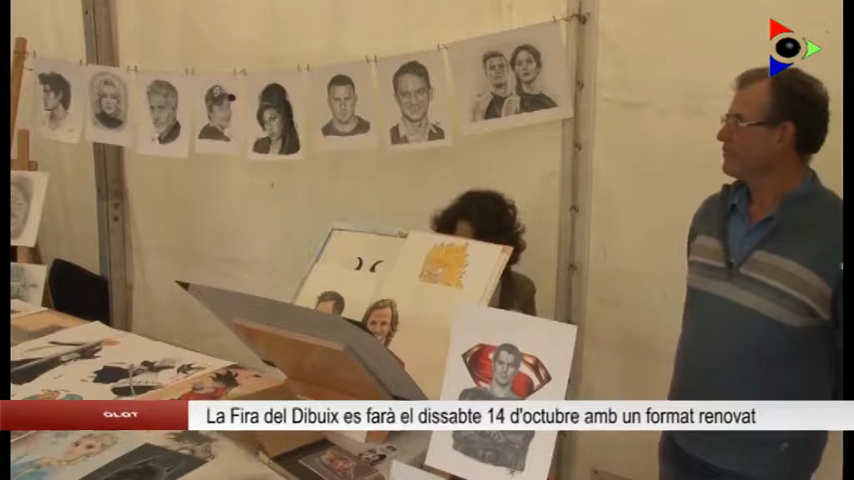 OLOT
La Fira del Dibuix es farà el dissabte 14 d'octubre amb un format renovat